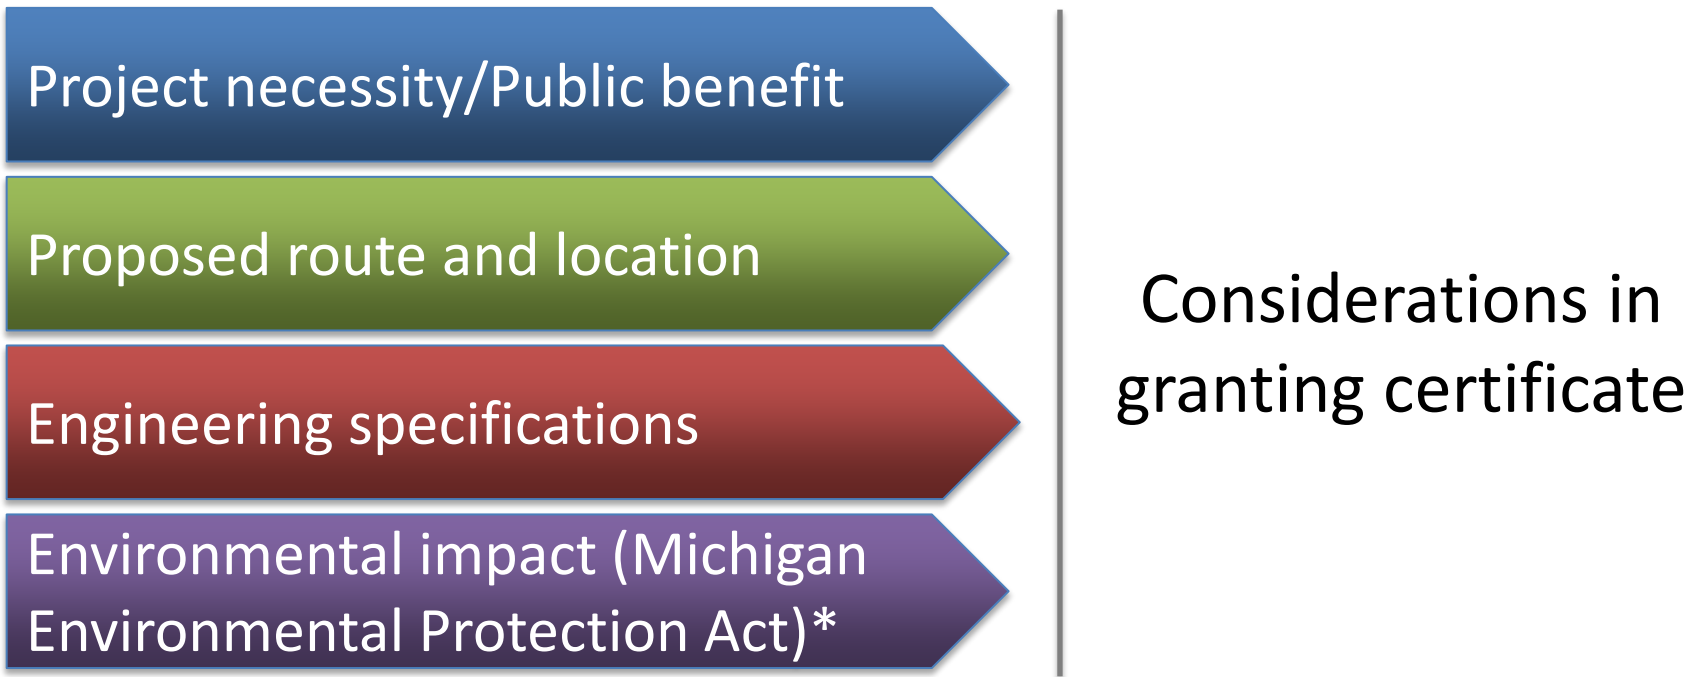 Project necessity/Public benefit
Proposed route and location
Engineering specifications
Environmental impact (Michigan
Environmental Protection Act)*
Considerations in
granting certificate